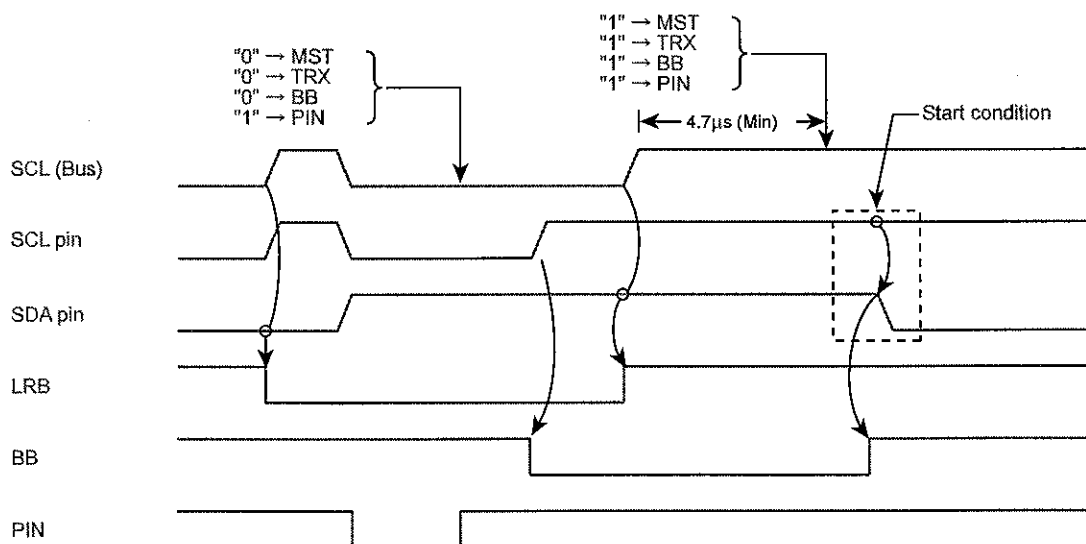 "0" → MST
"0" → TRX
"0" → BB
"1" → PIN
"1" → MST
"1" → TRX
"1" → BB
"1" → PIN
4.7μs (Min)
Start condition
SCL (Bus)
SCL pin
SDA pin
LRB
BB
PIN